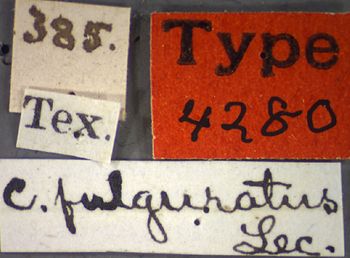 385.
Type
4280
Tex.
C. fulguratus
Lec.